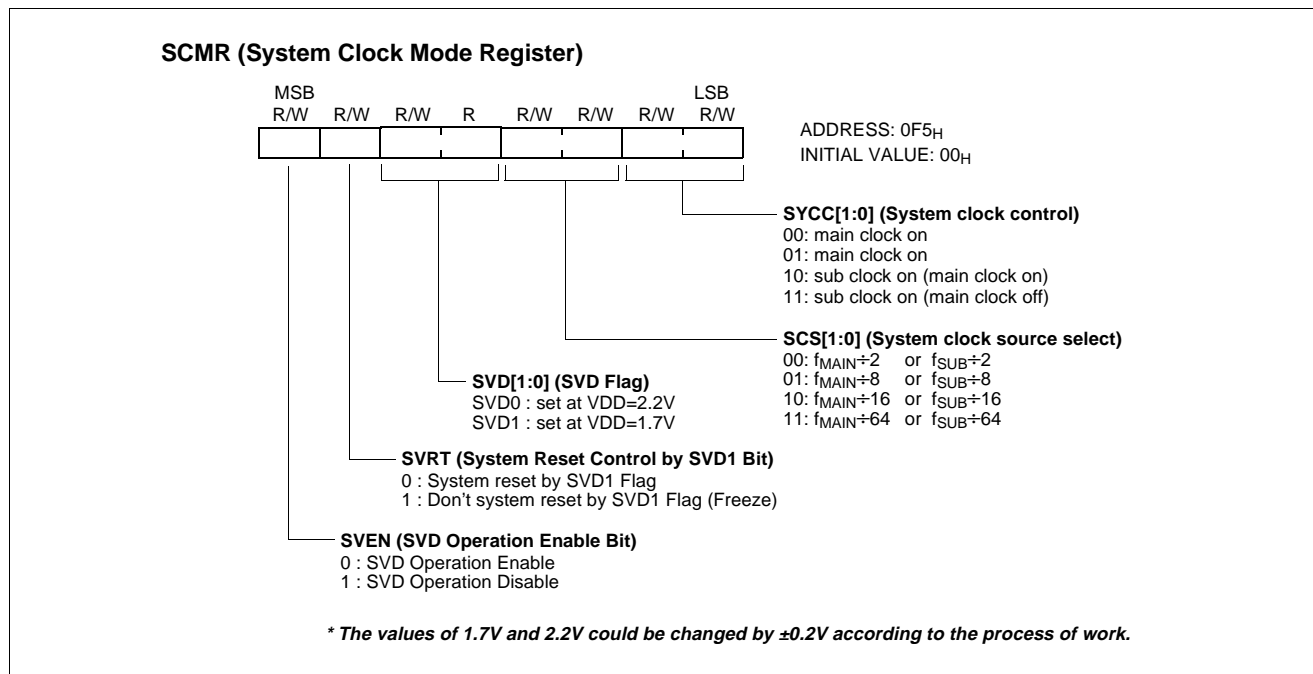 SCMR (System Clock Mode Register)
MSB LSB
R/W R/W R/W R R/W R/W R/W R/W
ADDRESS: 0F5H
INITIAL VALUE: 00H
SYCC[1:0] (System clock control)
00: main clock on
01: main clock on
10: sub clock on (main clock on)
11: sub clock on (main clock off)
SCS[1:0] (System clock source select)
00: fMAIN÷2 or fSUB÷2
01: fMAIN÷8 or fSUB÷8
10: fMAIN÷16 or fSUB÷16
11: fMAIN÷64 or fSUB÷64
SVD[1:0] (SVD Flag)
SVD0 : set at VDD=2.2V
SVD1 : set at VDD=1.7V
SVRT (System Reset Control by SVD1 Bit)
0 : System reset by SVD1 Flag
1 : Don't system reset by SVD1 Flag (Freeze)
SVEN (SVD Operation Enable Bit)
0 : SVD Operation Enable
1 : SVD Operation Disable
* The values of 1.7V and 2.2V could be changed by ±0.2V according to the process of work.